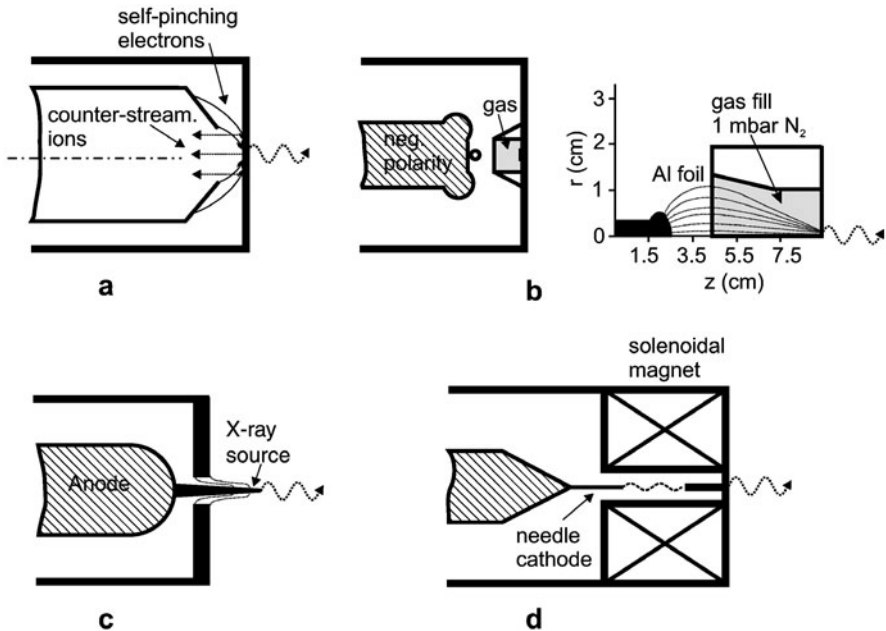 self-pinching
electrons
counter-stream.
ions
a
neg.
polarity
gas
b
r (cm)
3
2
1
0
Al foil
gas fill
1 mbar N₂
1.5 3.5 5.5 7.5
z (cm)
Anode
X-ray
source
c
solenoidal
magnet
needle
cathode
d